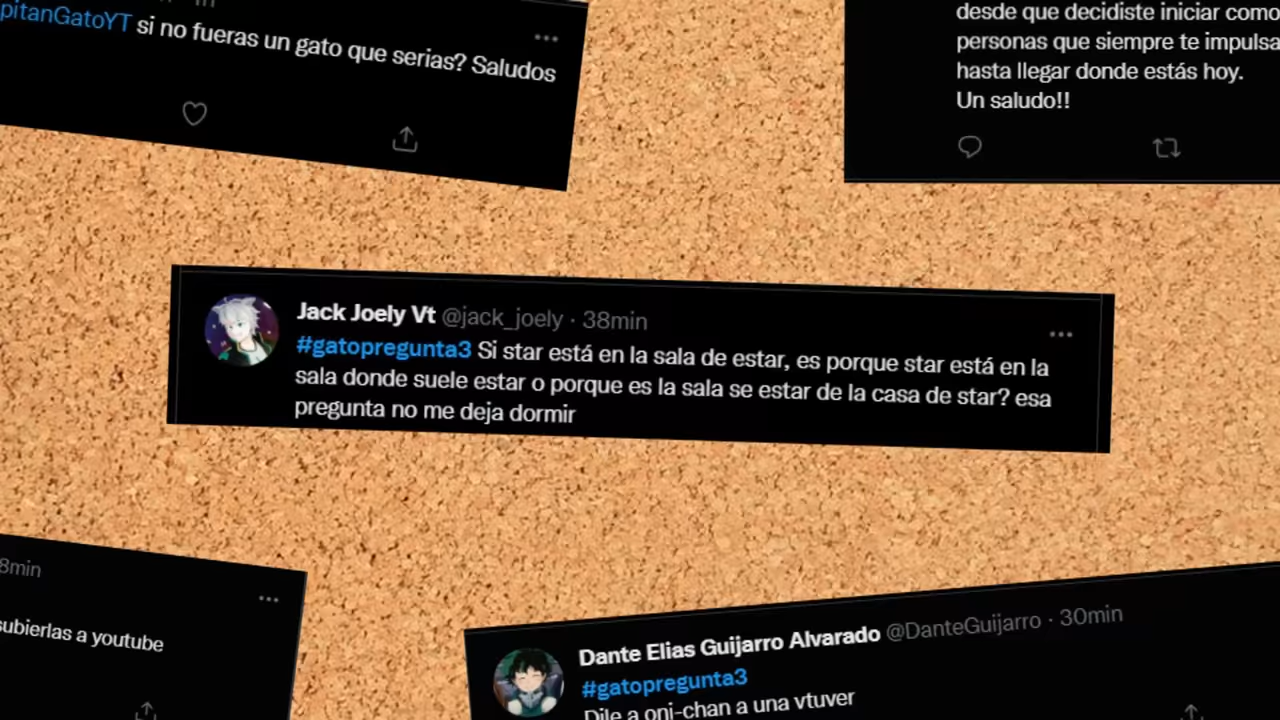 pitanGatoYT si no fueras un gato que serias? Saludos
desde que decidiste iniciar como
personas que siempre te impulsa
hasta llegar donde estás hoy.
Un saludo!!
Jack Joely Vt @jack_joely · 38min
#gatopregunta3 Si star está en la sala de estar, es porque star está en la
sala donde suele estar o porque es la sala se estar de la casa de star? esa
pregunta no me deja dormir
8min
subierlas a youtube
Dante Elias Guijarro Alvarado @DanteGuijarro · 30min
#gatopregunta3
Dile a oni-chan a una vtuver